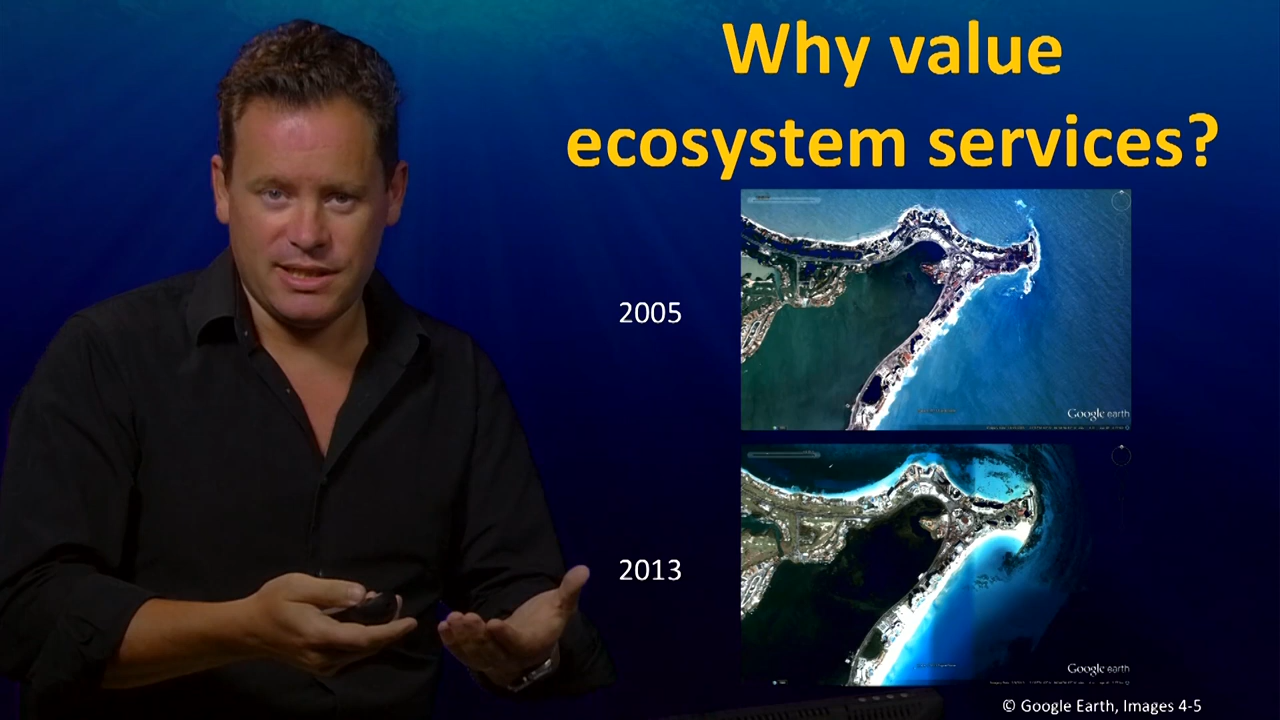 Why value
ecosystem services?
2005
Google earth
2013
Google earth
© Google Earth, Images 4-5